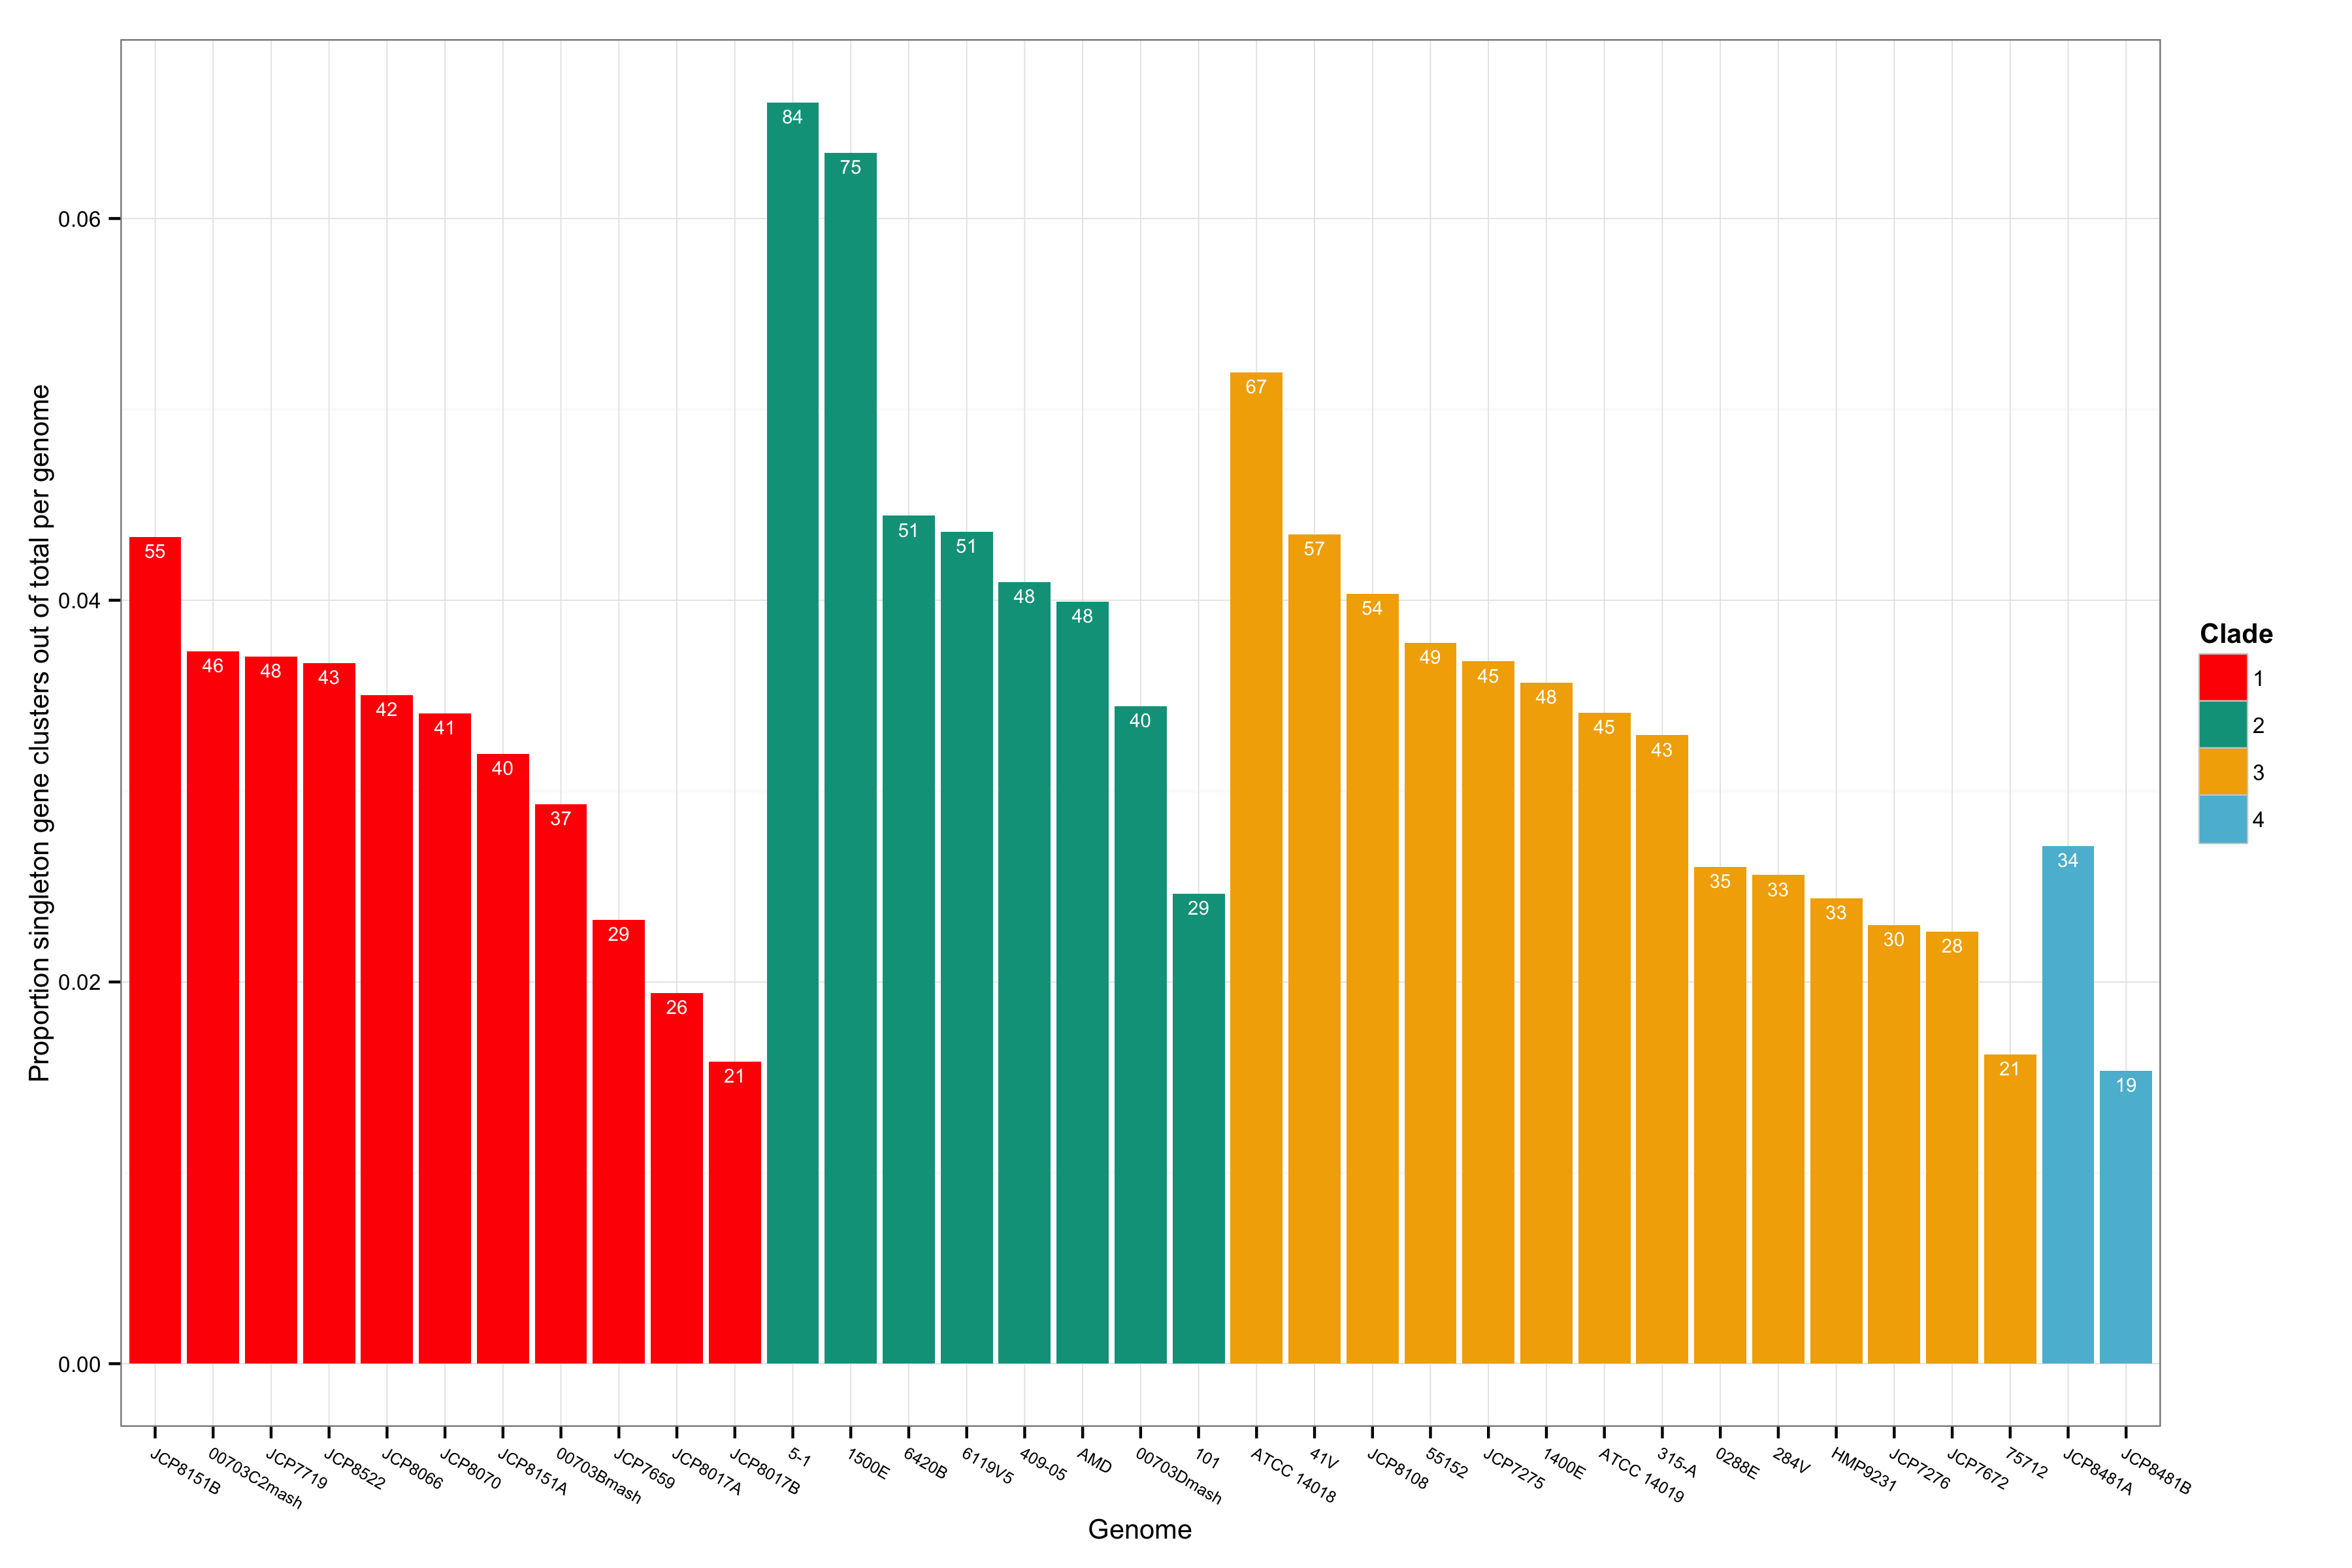 Proportion singleton gene clusters out of total per genome
0.06
0.04
0.02
0.00
55
46
48
43
42
41
40
37
29
26
21
84
75
51
51
48
48
40
29
67
57
54
49
45
48
45
43
35
33
33
30
28
21
34
19
JCP8151B
00703C2mash
JCP7719
JCP8522
JCP8066
JCP8070
JCP8151A
00703Bmash
JCP7659
JCP8017A
JCP8017B
5-1
1500E
6420B
6119V5
409-05
AMD
00703Dmash
101
ATCC 14018
41V
JCP8108
55152
JCP7275
1400E
ATCC 14019
315-A
0288E
284V
HMP9231
JCP7276
JCP7672
75712
JCP8481A
JCP8481B
Genome
Clade
1
2
3
4